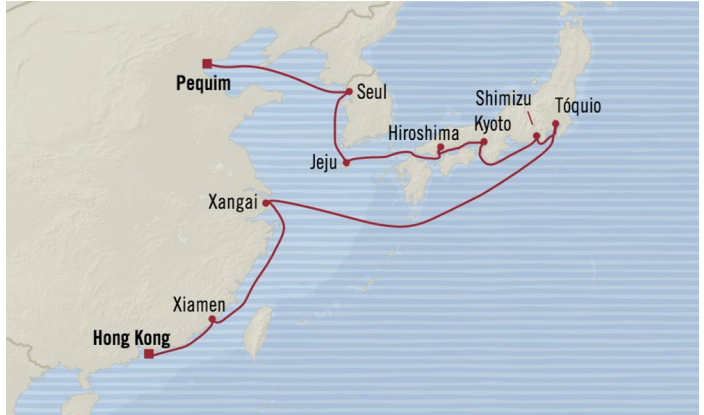 Pequim
Seul
Shimizu
Tóquio
Kyoto
Hiroshima
Jeju
Xangai
Xiamen
Hong Kong